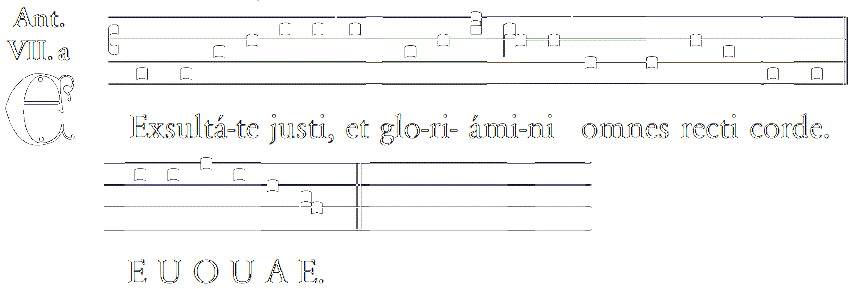 Ant.
VII. a
Exsultá-te justi, et glo-ri- ámi-ni omnes recti corde.
E U O U A E.